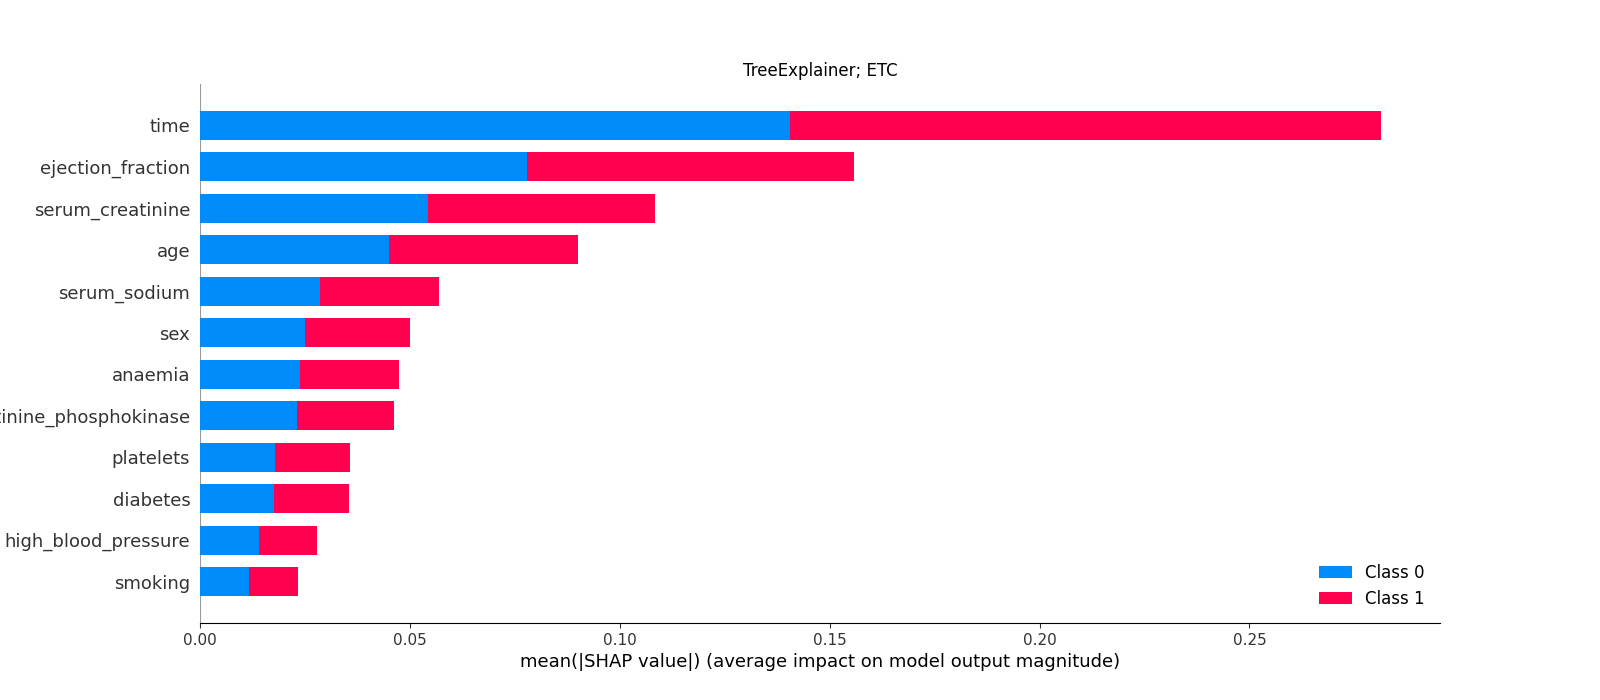 TreeExplainer; ETC
time
ejection_fraction
serum_creatinine
age
serum_sodium
sex
anaemia
tinine_phosphokinase
platelets
diabetes
high_blood_pressure
smoking
Class 0
Class 1
0.00 0.05 0.10 0.15 0.20 0.25
mean(|SHAP value|) (average impact on model output magnitude)